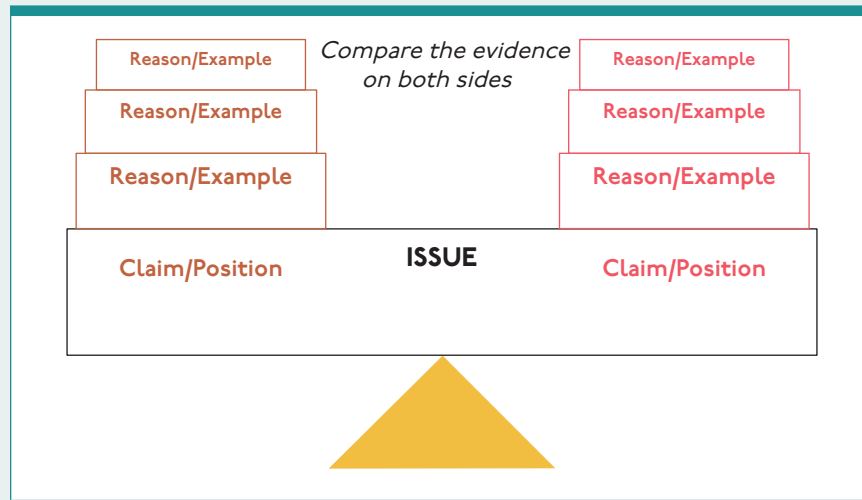 Reason/Example
Compare the evidence
on both sides
Reason/Example
Reason/Example
Reason/Example
Reason/Example
Reason/Example
ISSUE
Claim/Position
Claim/Position